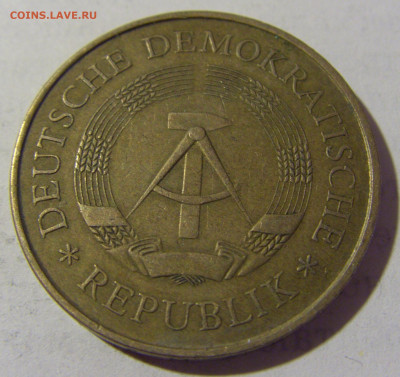 COINS.LAVE.RU
DEUTSCHE DEMOKRATISCHE
* REPUBLIK *